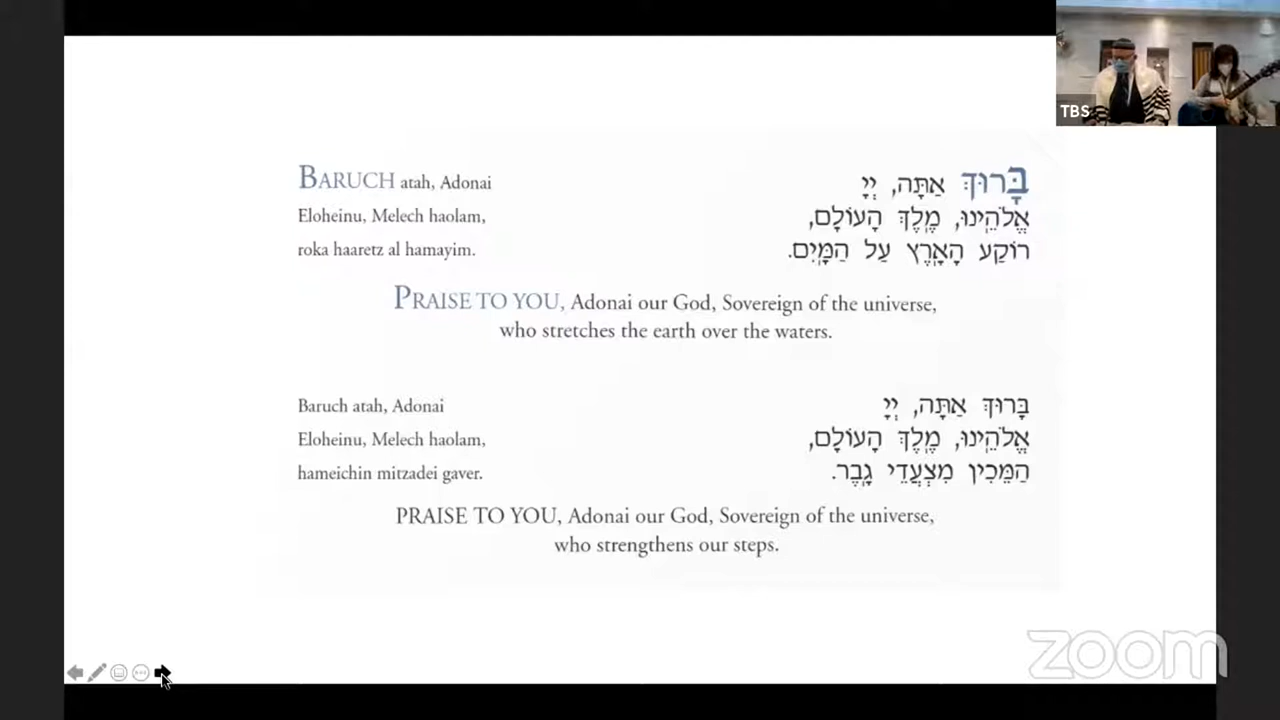 TBS
BARUCH atah, Adonai
Eloheinu, Melech haolam,
roka haaretz al hamayim.
בָּרוּךְ אַתָּה, יְיָ
אֱלֹהֵֽינוּ, מֶֽלֶךְ הָעוֹלָם,
רוֹקַע הָאָֽרֶץ עַל הַמָּֽיִם.
PRAISE TO YOU, Adonai our God, Sovereign of the universe,
who stretches the earth over the waters.
Baruch atah, Adonai
Eloheinu, Melech haolam,
hameichin mitzadei gaver.
בָּרוּךְ אַתָּה, יְיָ
אֱלֹהֵֽינוּ, מֶֽלֶךְ הָעוֹלָם,
הַמֵּכִין מִצְעֲדֵי גָֽבֶר.
PRAISE TO YOU, Adonai our God, Sovereign of the universe,
who strengthens our steps.
zoom